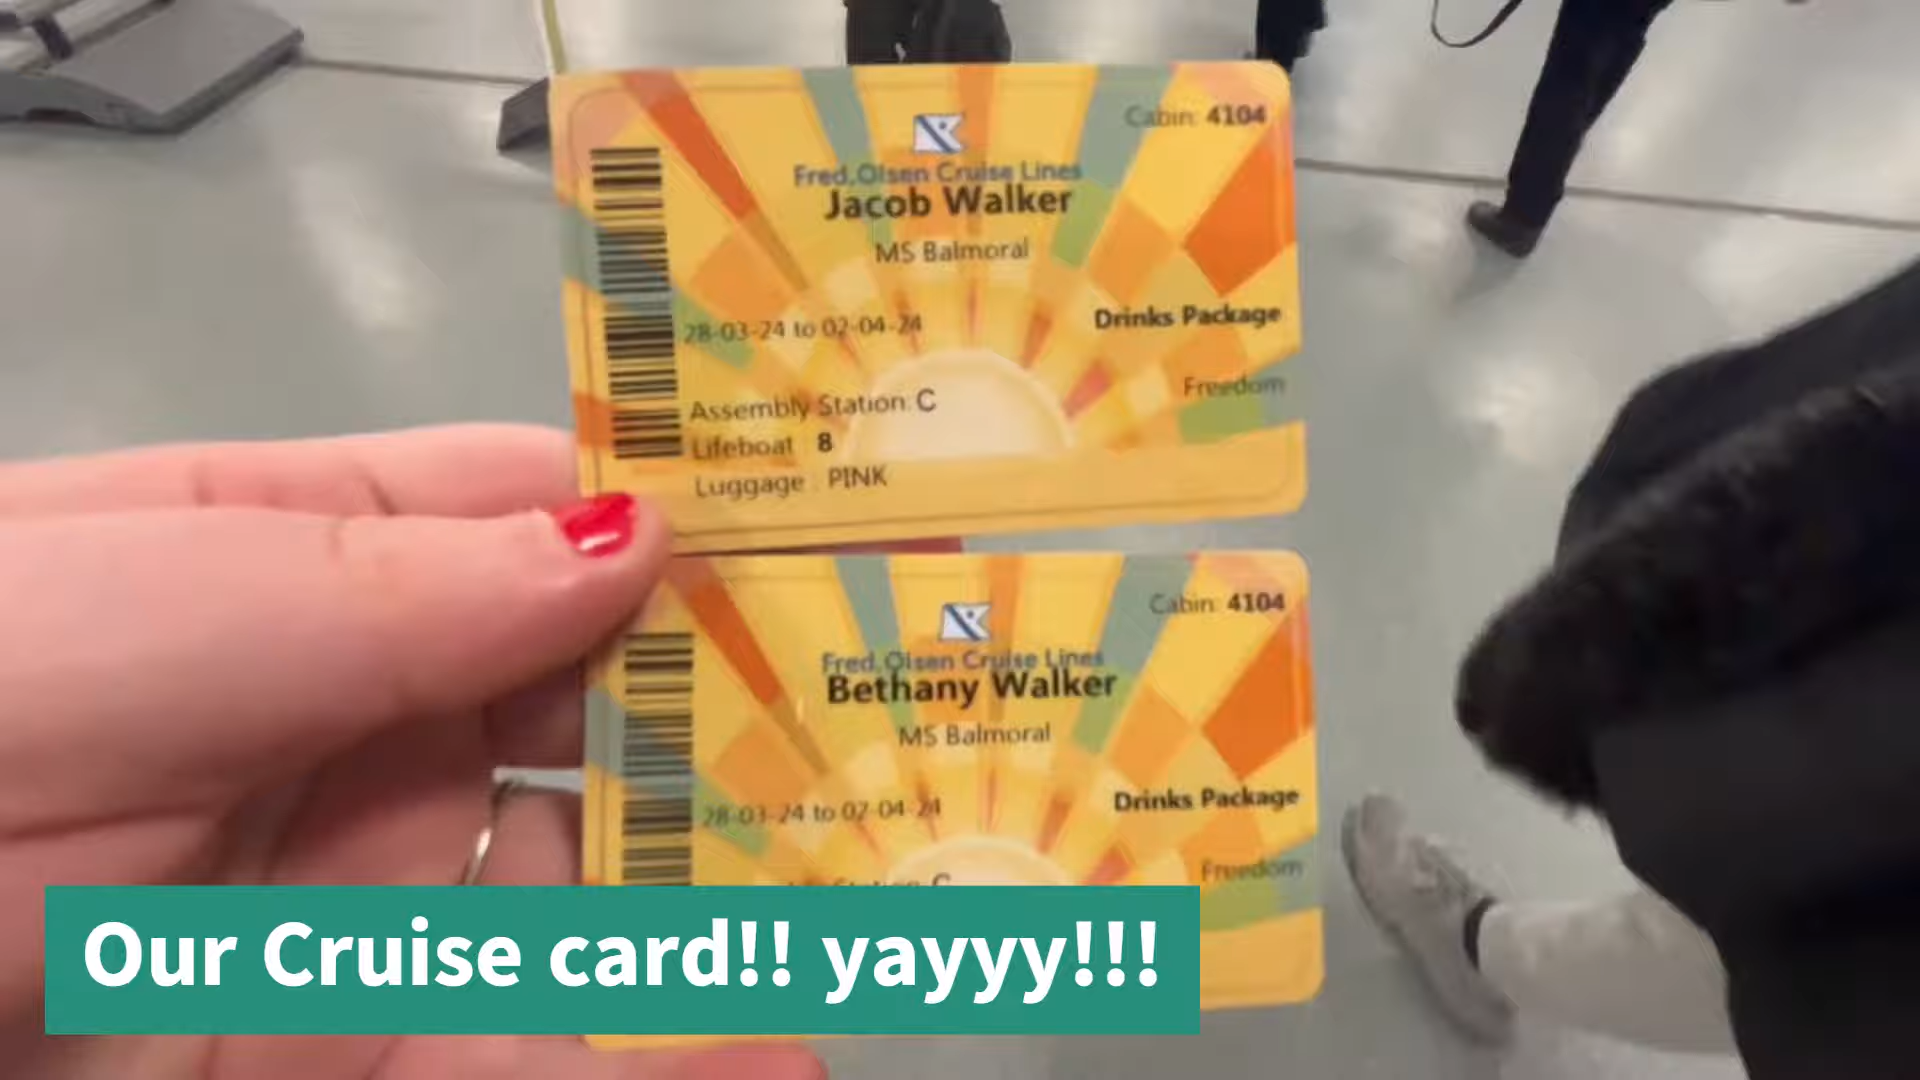 Cabin: 4104
Fred.Olsen Cruise Lines
Jacob Walker
MS Balmoral
28-03-24 to 02-04-24
Drinks Package
Freedom
Assembly Station: C
Lifeboat 8
Luggage : PINK
Cabin: 4104
Fred.Olsen Cruise Lines
Bethany Walker
MS Balmoral
28-03-24 to 02-04-24
Drinks Package
Freedom
Station: C
Our Cruise card!! yayyy!!!